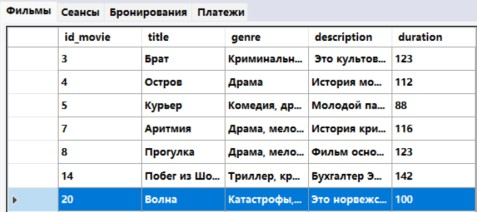 Фильмы Сеансы Бронирования Платежи
id_movie title genre description duration
3 Брат Криминальн... Это культов... 123
4 Остров Драма История мо... 112
5 Курьер Комедия, др... Молодой па... 88
7 Аритмия Драма, мело... История кри... 116
8 Прогулка Драма, мело... Фильм осно... 123
14 Побег из Шо... Триллер, кр... Бухгалтер Э... 142
20 Волна Катастрофы,... Это норвежс... 100